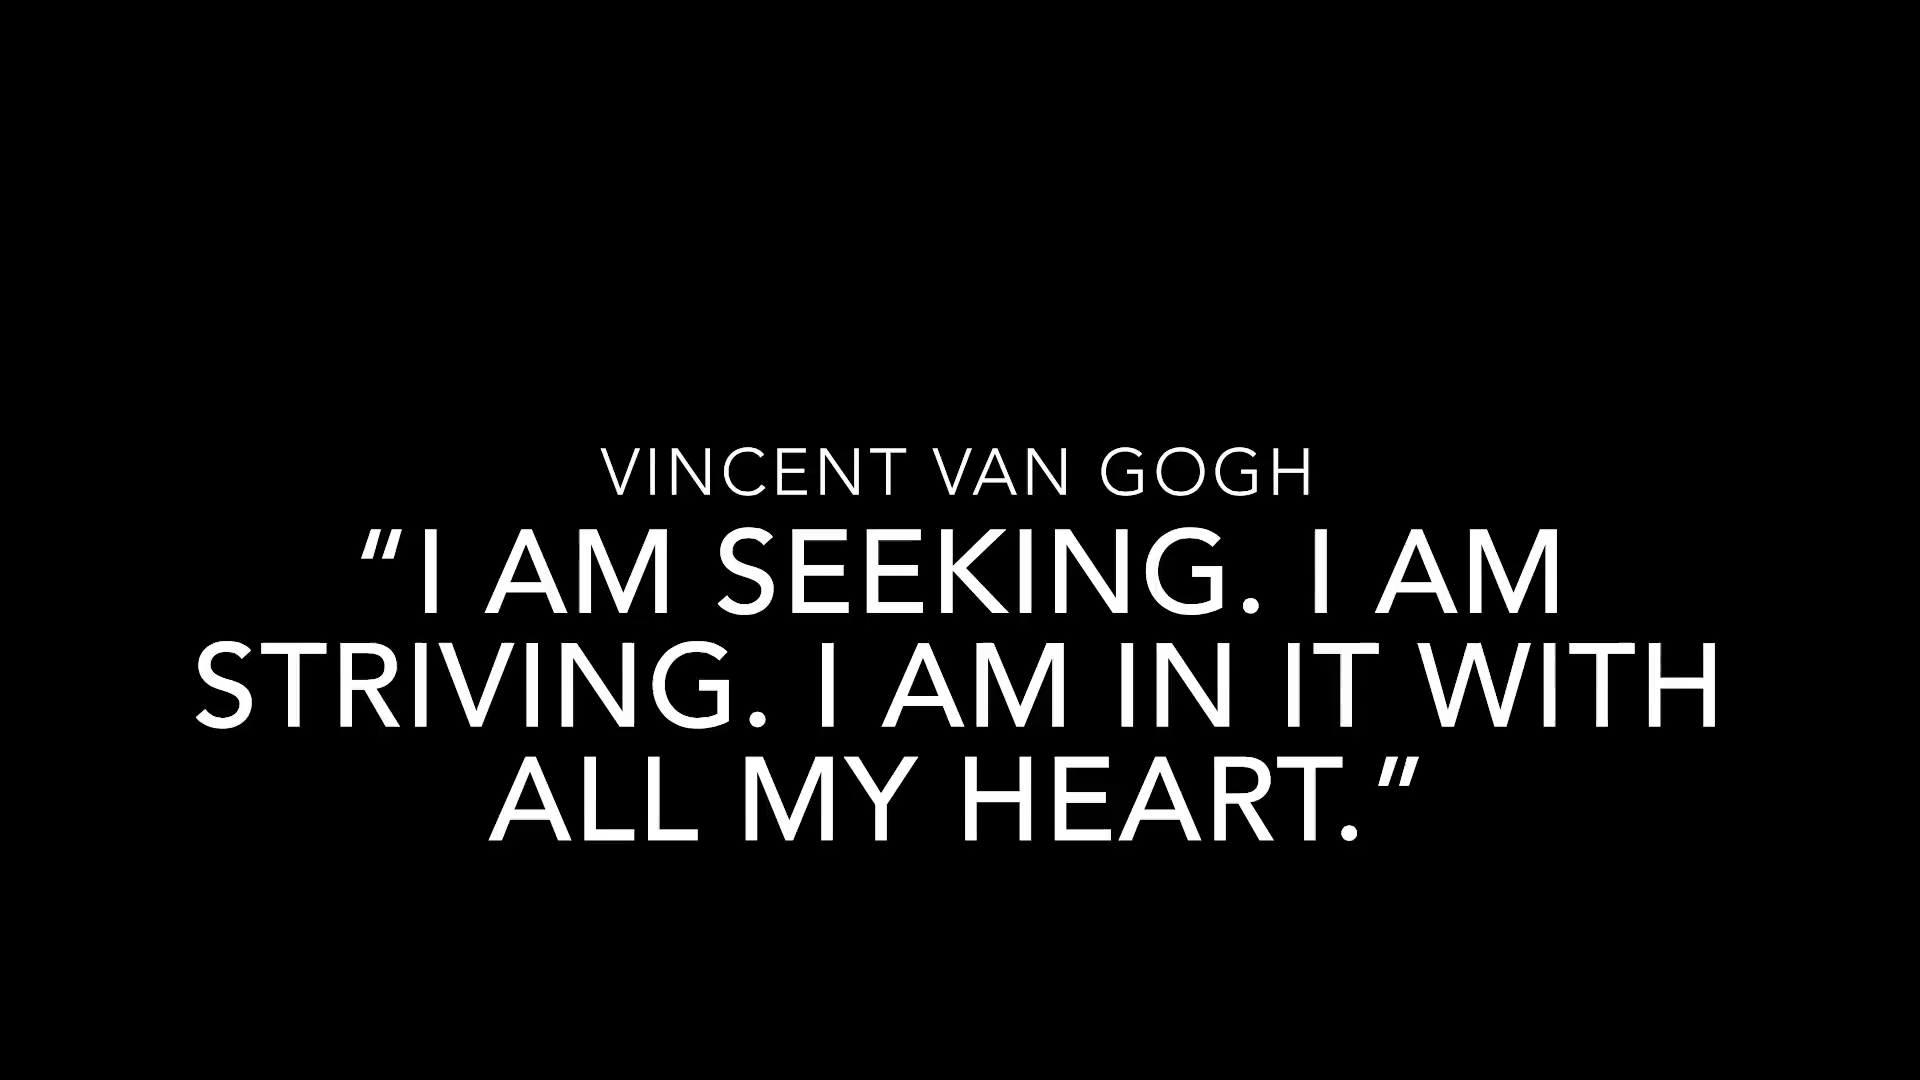 VINCENT VAN GOGH
“I AM SEEKING. I AM
STRIVING. I AM IN IT WITH
ALL MY HEART.”